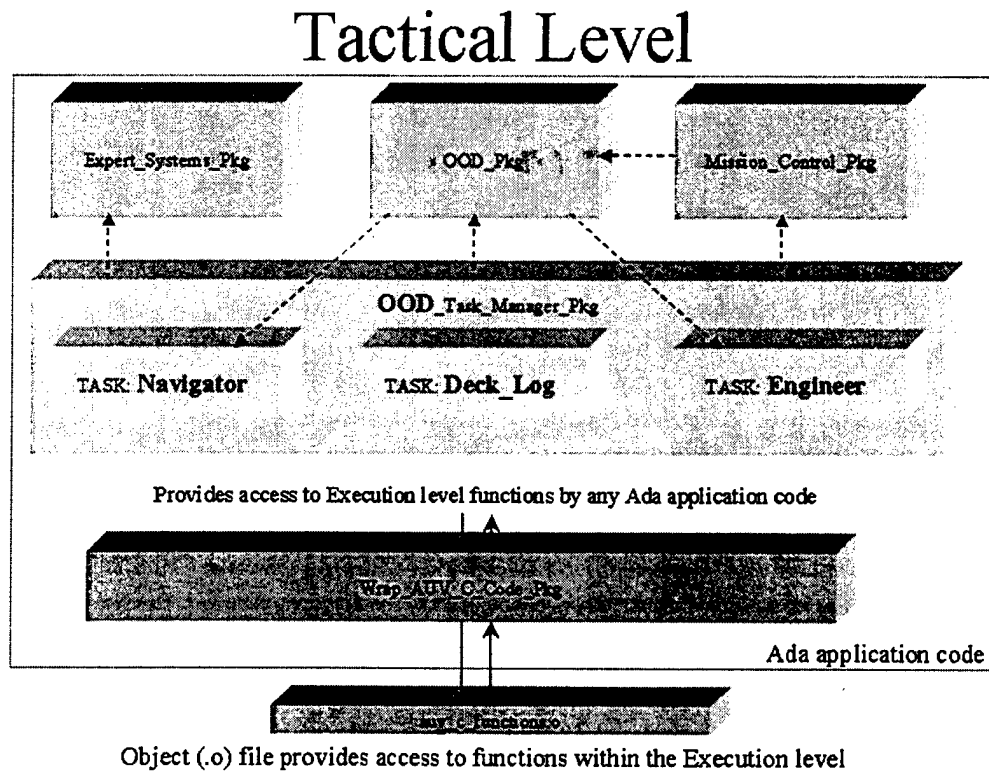 Tactical Level
Expert_Systems_Pkg
OOD_Pkg
Mission_Control_Pkg
OOD_Task_Manager_Pkg
TASK: Navigator
TASK: Deck_Log
TASK: Engineer
Provides access to Execution level functions by any Ada application code
Wrap_AUV_C_Code_Pkg
Ada application code
Object (.o) file provides access to functions within the Execution level